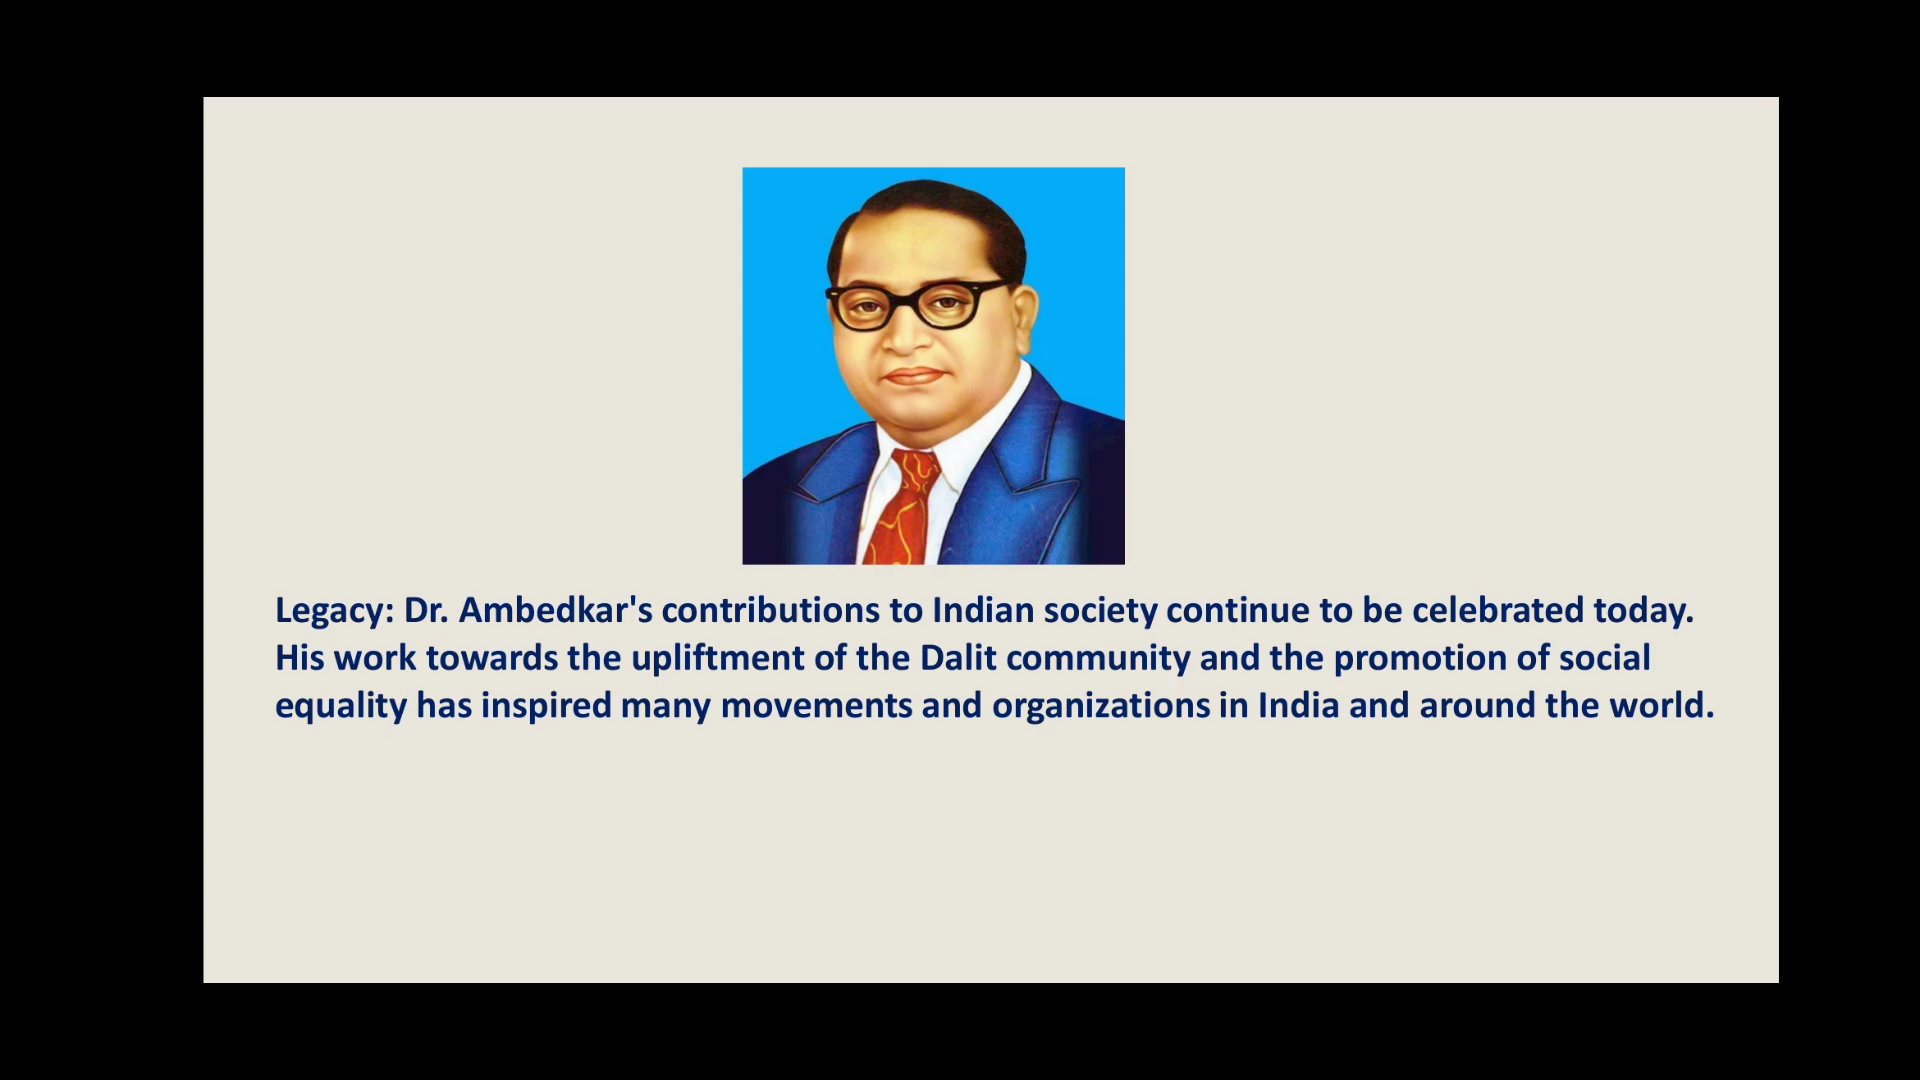 Legacy: Dr. Ambedkar's contributions to Indian society continue to be celebrated today.
His work towards the upliftment of the Dalit community and the promotion of social
equality has inspired many movements and organizations in India and around the world.